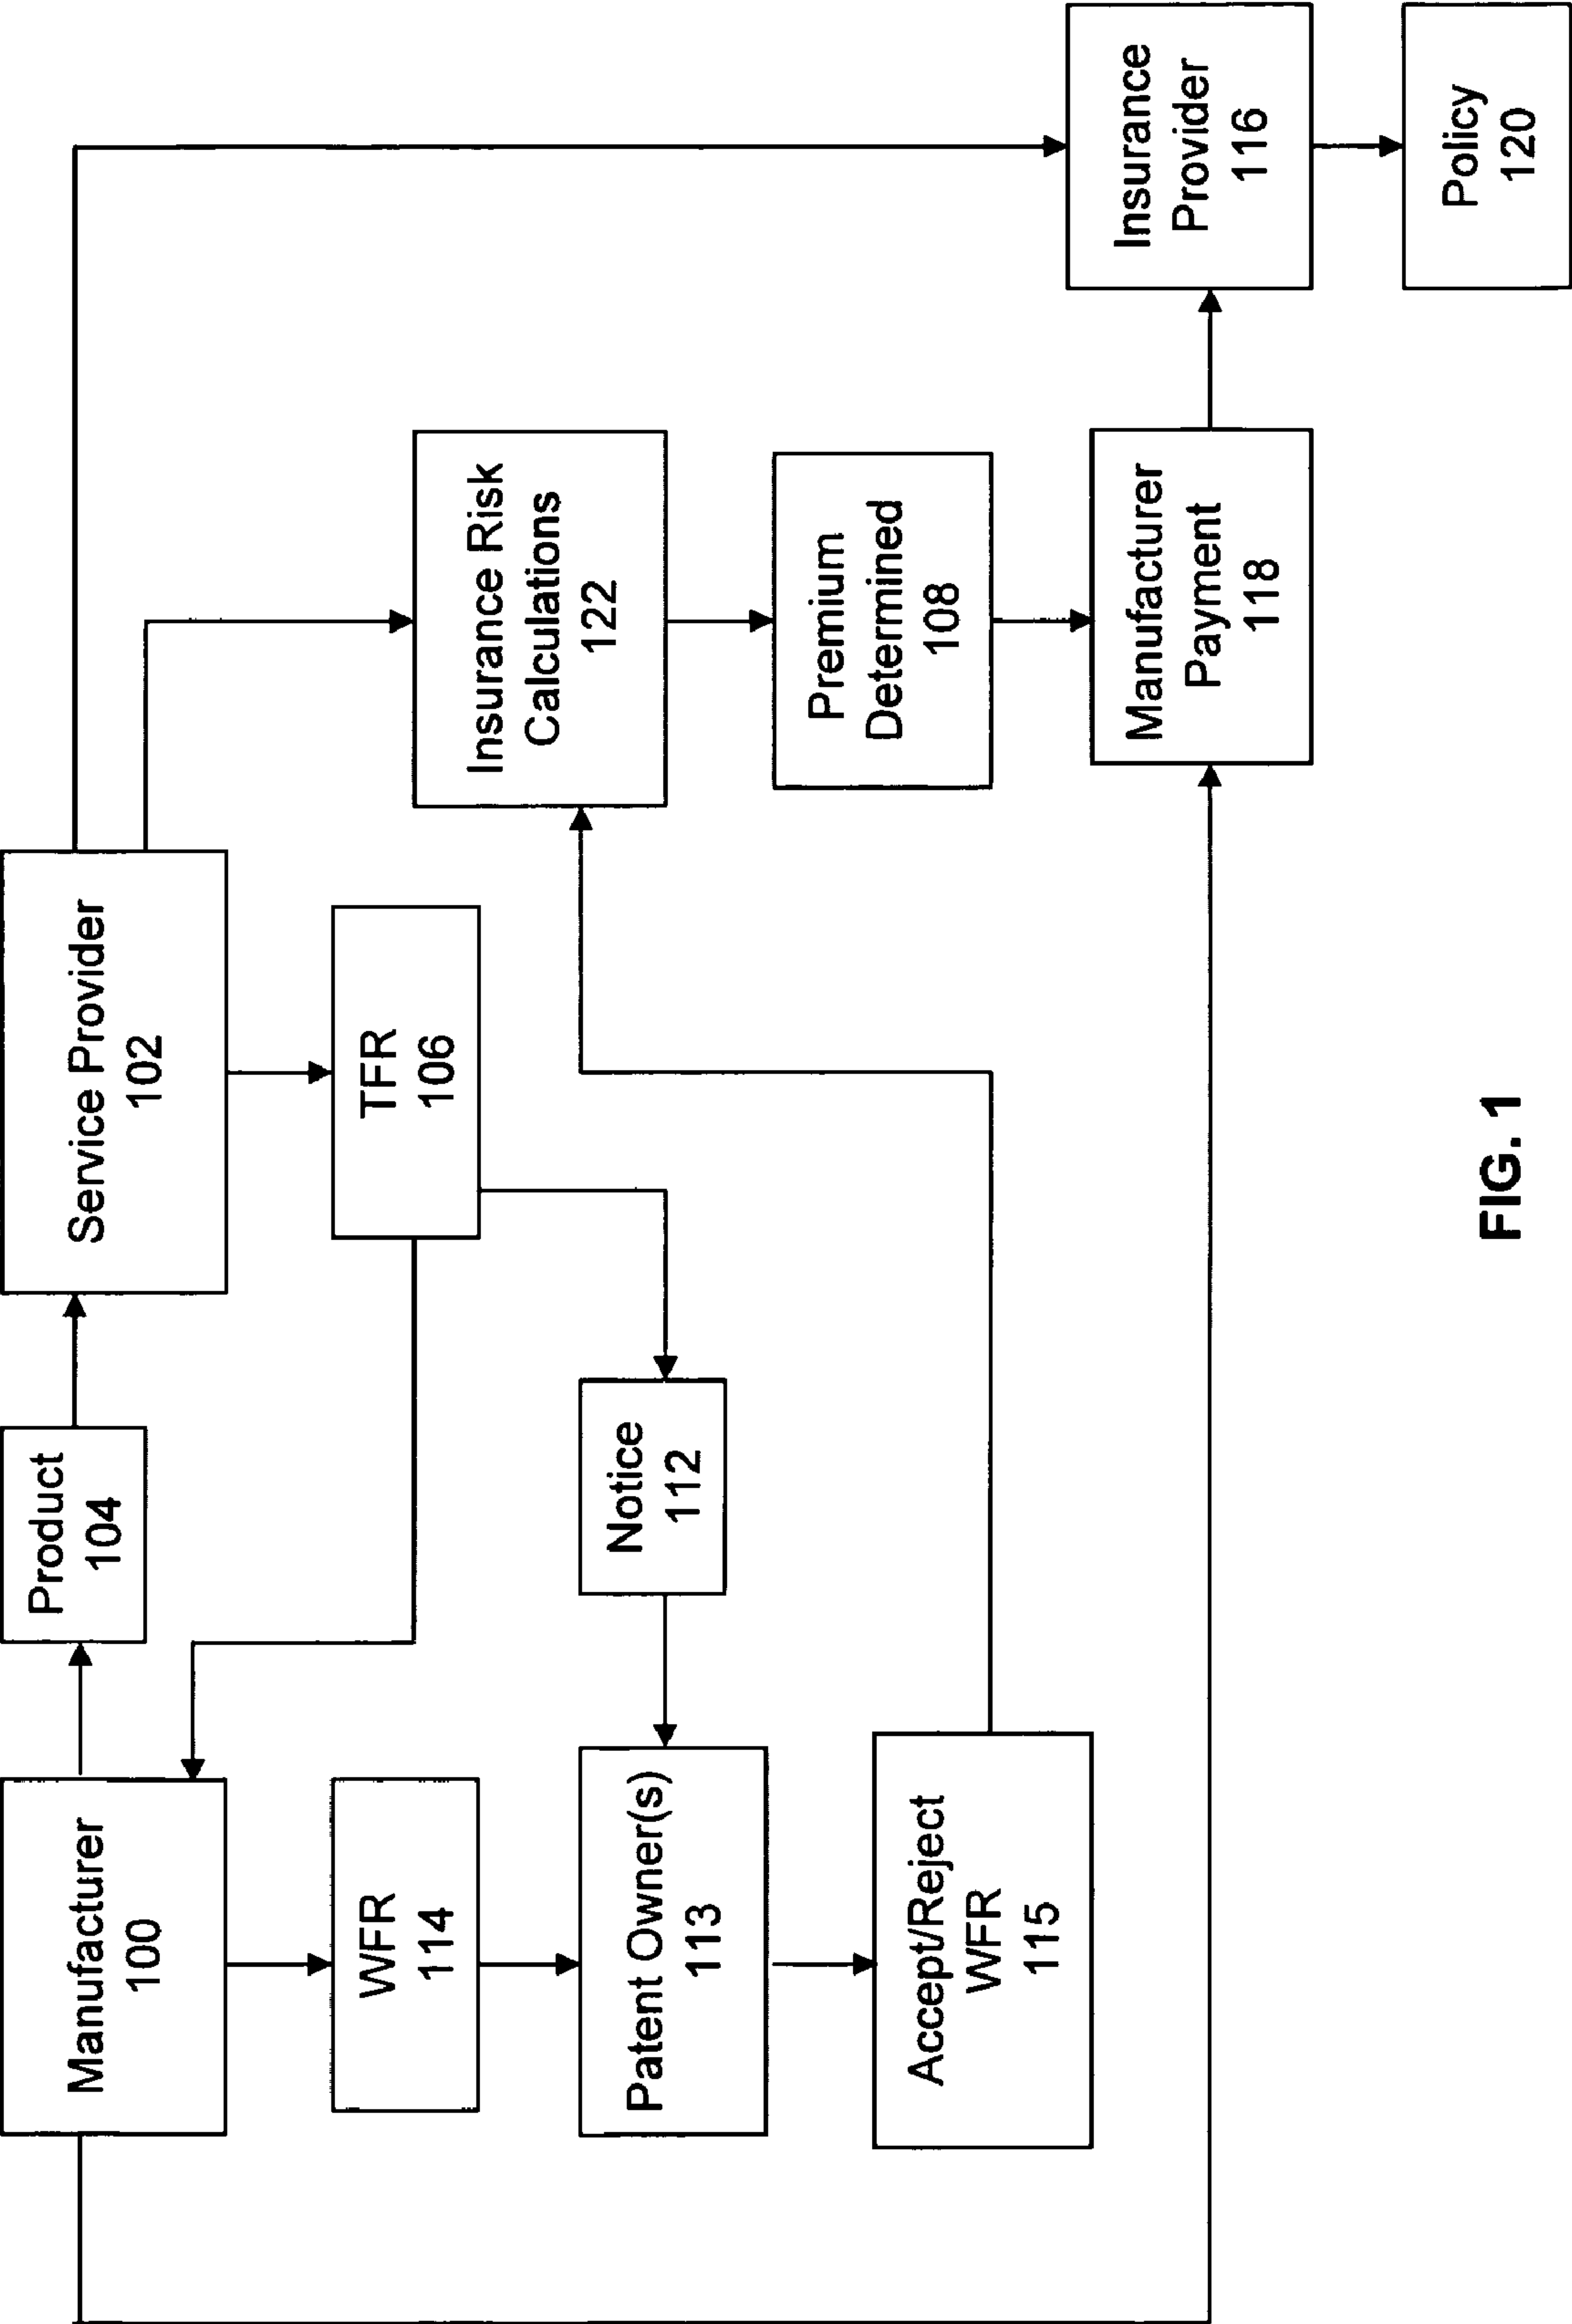 Manufacturer
100
Product
104
Service Provider
102
WFR
114
TFR
106
Insurance Risk
Calculations
122
Patent Owner(s)
113
Notice
112
Premium
Determined
108
Accept/Reject
WFR
115
Manufacturer
Payment
118
Insurance
Provider
116
Policy
120
FIG. 1